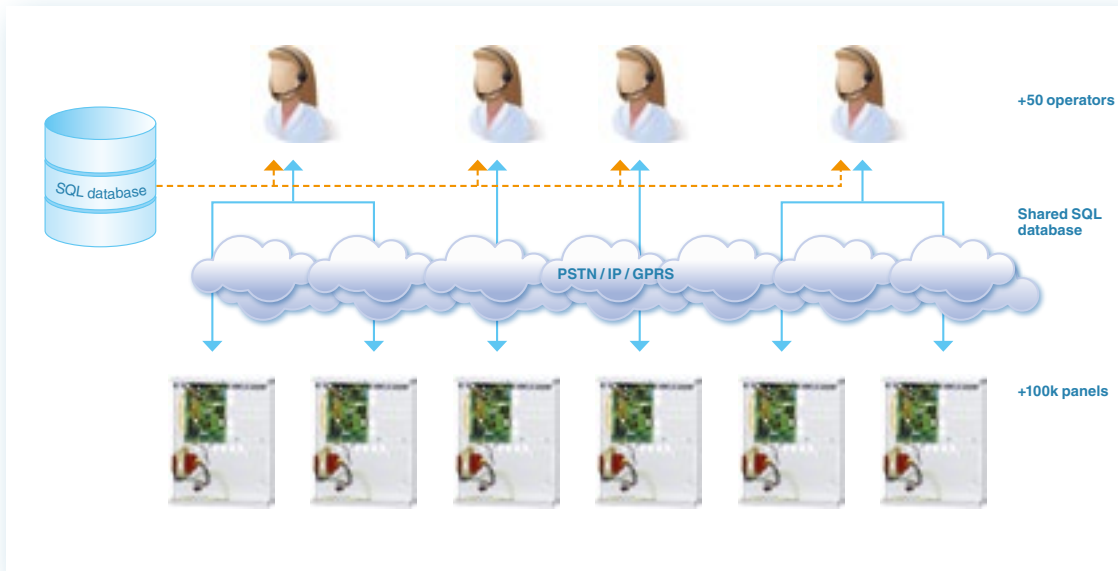 +50 operators
SQL database
Shared SQL
database
PSTN / IP / GPRS
+100k panels